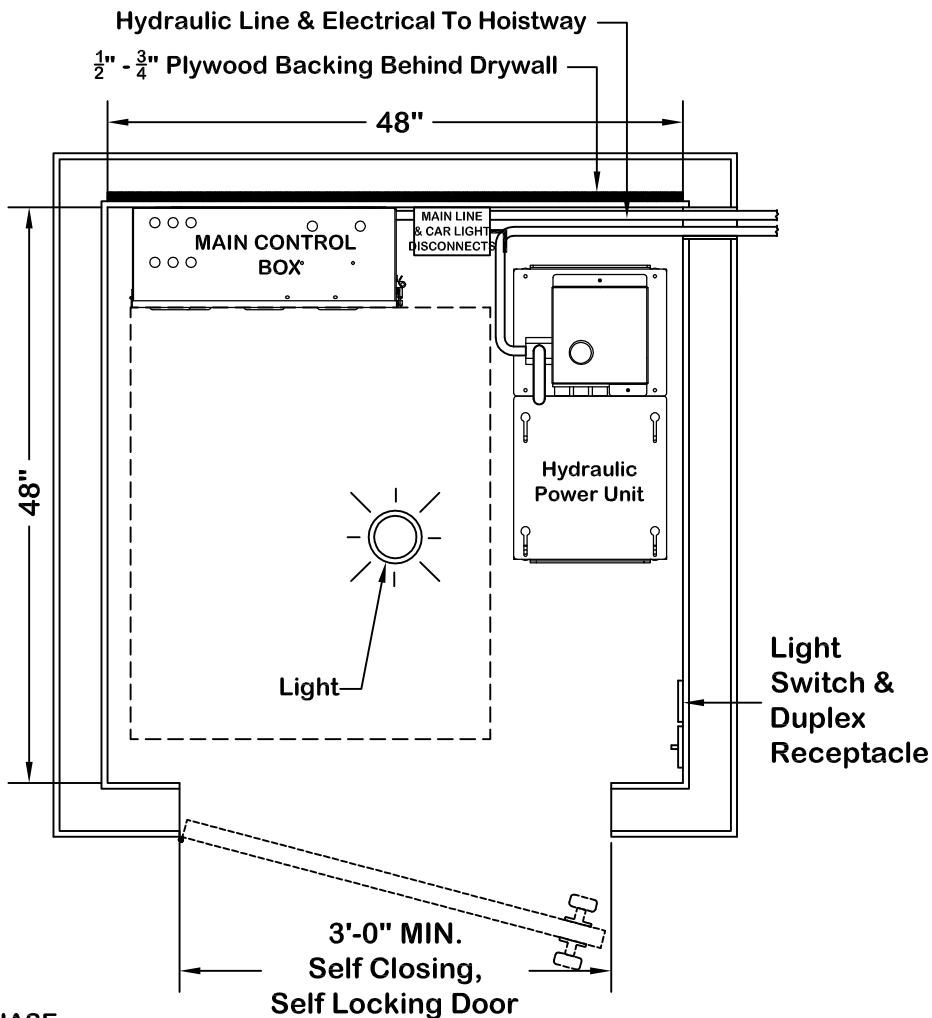 Hydraulic Line & Electrical To Hoistway
½" - ¾" Plywood Backing Behind Drywall
48"
MAIN CONTROL
BOX
MAIN LINE
& CAR LIGHT
DISCONNECTS
48"
Hydraulic
Power Unit
Light
Light
Switch &
Duplex
Receptacle
3'-0" MIN.
Self Closing,
Self Locking Door